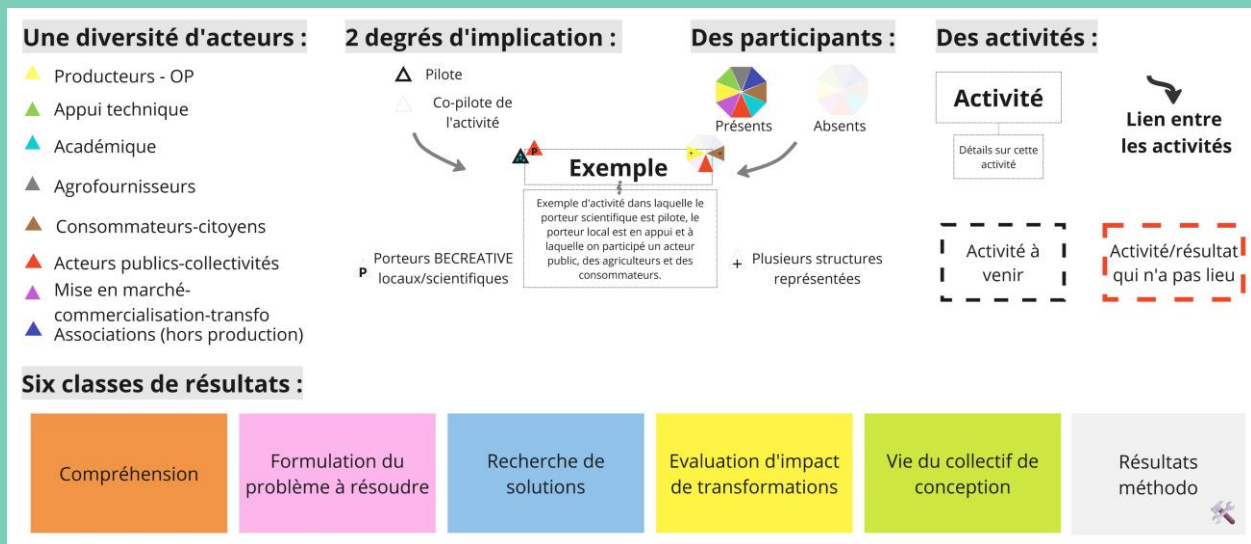 Une diversité d'acteurs :
Producteurs - OP
Appui technique
Académique
Agrofournisseurs
Consommateurs-citoyens
Acteurs publics-collectivités
Mise en marché-
commercialisation-transfo
Associations (hors production)
2 degrés d'implication :
Pilote
Co-pilote de
l'activité
Des participants :
Présents
Absents
P
Exemple
Exemple d'activité dans laquelle le
porteur scientifique est pilote, le
porteur local est en appui et à
laquelle on participé un acteur
public, des agriculteurs et des
consommateurs.
P
Porteurs BECREATIVE
locaux/scientifiques
+
Plusieurs structures
représentées
Des activités :
Activité
Détails sur cette
activité
Lien entre
les activités
Activité à
venir
Activité/résultat
qui n'a pas lieu
Six classes de résultats :
Compréhension
Formulation du
problème à résoudre
Recherche de
solutions
Evaluation d'impact
de transformations
Vie du collectif de
conception
Résultats
méthodo